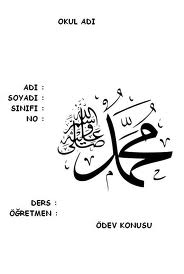 OKUL ADI
ADI :
SOYADI :
SINIFI :
NO :
محمد
صلى الله عليه وسلم
DERS :
ÖĞRETMEN :
ÖDEV KONUSU